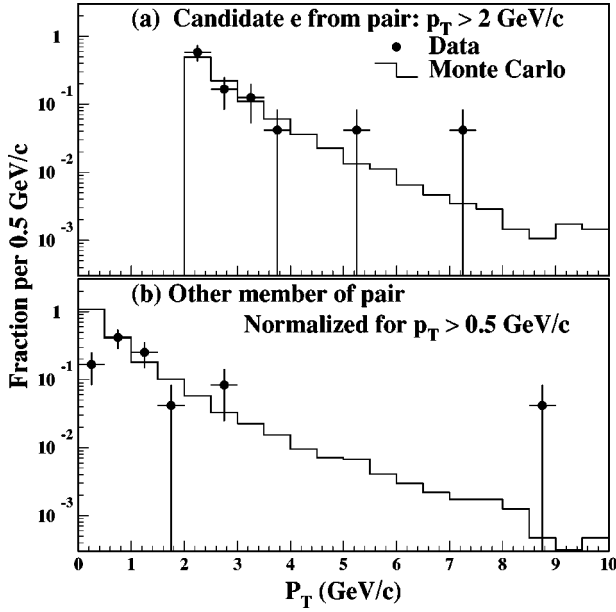 (a) Candidate e from pair: p_T > 2 GeV/c
Data
Monte Carlo
1
10^-1
10^-2
10^-3
Fraction per 0.5 GeV/c
(b) Other member of pair
Normalized for p_T > 0.5 GeV/c
1
10^-1
10^-2
10^-3
0 1 2 3 4 5 6 7 8 9 10
P_T (GeV/c)